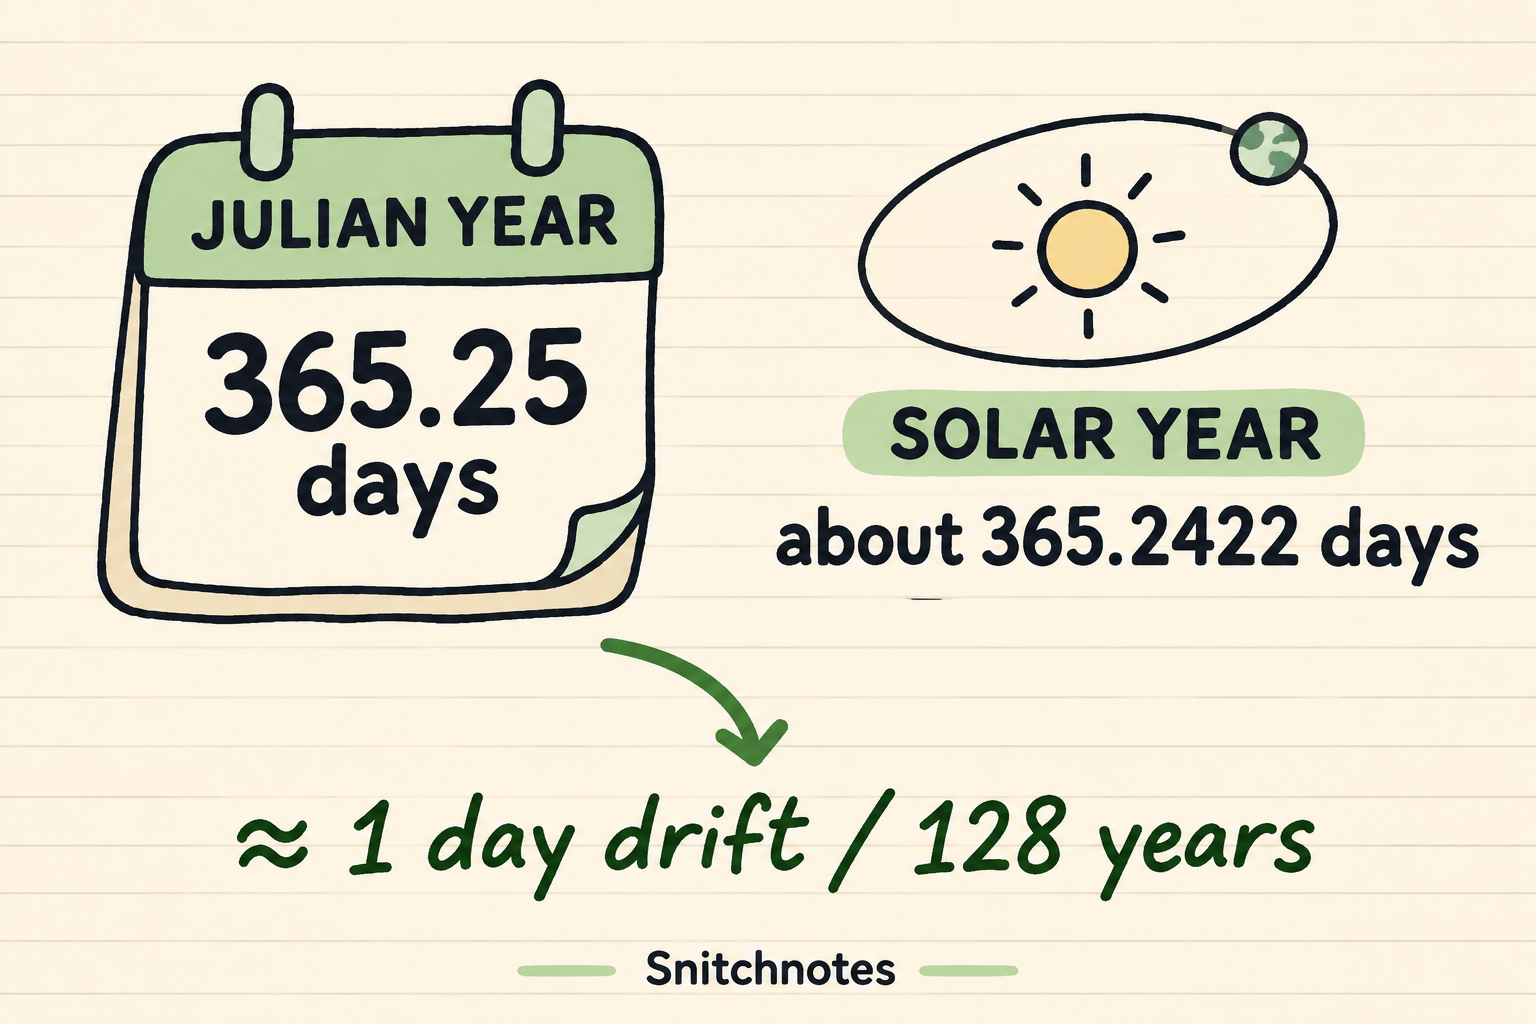 JULIAN YEAR
365.25
days
SOLAR YEAR
about 365.2422 days
≈ 1 day drift / 128 years
Snitchnotes